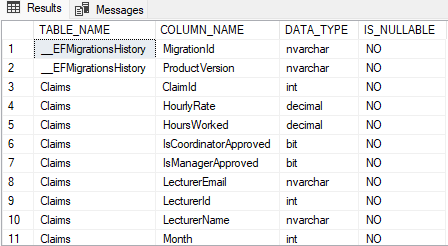 Results Messages
TABLE_NAME COLUMN_NAME DATA_TYPE IS_NULLABLE
1 __EFMigrationsHistory MigrationId nvarchar NO
2 __EFMigrationsHistory ProductVersion nvarchar NO
3 Claims ClaimId int NO
4 Claims HourlyRate decimal NO
5 Claims HoursWorked decimal NO
6 Claims IsCoordinatorApproved bit NO
7 Claims IsManagerApproved bit NO
8 Claims LecturerEmail nvarchar NO
9 Claims LecturerId int NO
10 Claims LecturerName nvarchar NO
11 Claims Month int NO